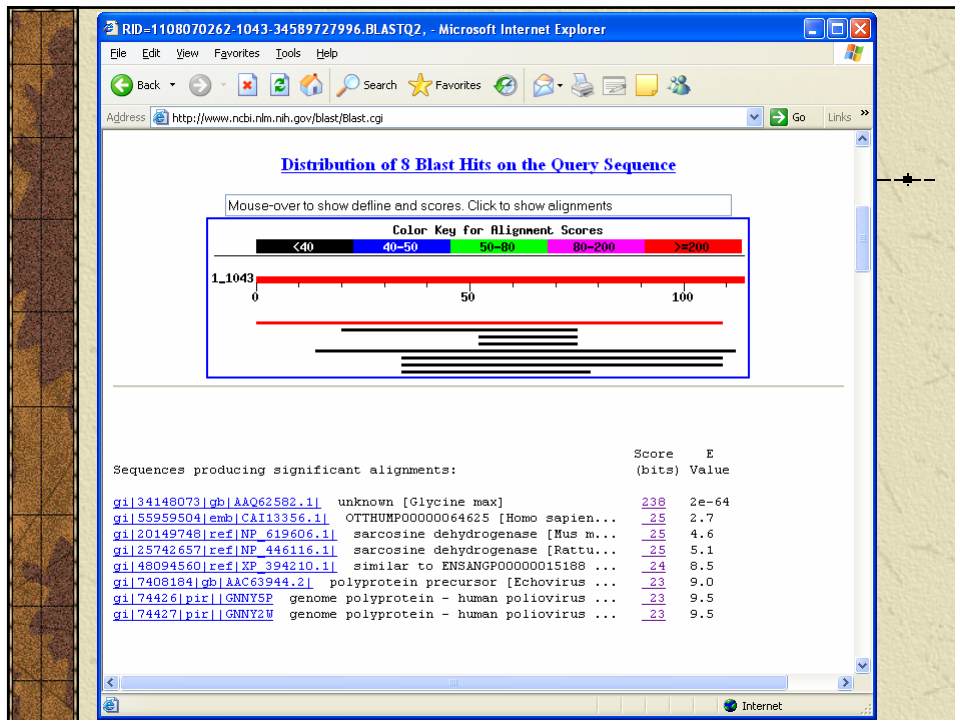 RID=1108070262-1043-34589727996.BLASTQ2, - Microsoft Internet Explorer
File Edit View Favorites Tools Help
Back Search Favorites
Address http://www.ncbi.nlm.nih.gov/blast/Blast.cgi Go Links »
Distribution of 8 Blast Hits on the Query Sequence
Mouse-over to show defline and scores. Click to show alignments
Color Key for Alignment Scores
<40 40-50 50-80 80-200 >=200
1_1043
0 50 100
Score E
Sequences producing significant alignments: (bits) Value
gi|34148073|gb|AAQ62582.1| unknown [Glycine max] 238 2e-64
gi|55959504|emb|CAI13356.1| OTTHUMP00000064625 [Homo sapien... 25 2.7
gi|20149748|ref|NP_619606.1| sarcosine dehydrogenase [Mus m... 25 4.6
gi|25742657|ref|NP_446116.1| sarcosine dehydrogenase [Rattu... 25 5.1
gi|48094560|ref|XP_394210.1| similar to ENSANGP00000015188 ... 24 8.5
gi|7408184|gb|AAC63944.2| polyprotein precursor [Echovirus ... 23 9.0
gi|74426|pir||GNNY5P genome polyprotein - human poliovirus ... 23 9.5
gi|74427|pir||GNNY2W genome polyprotein - human poliovirus ... 23 9.5
Internet